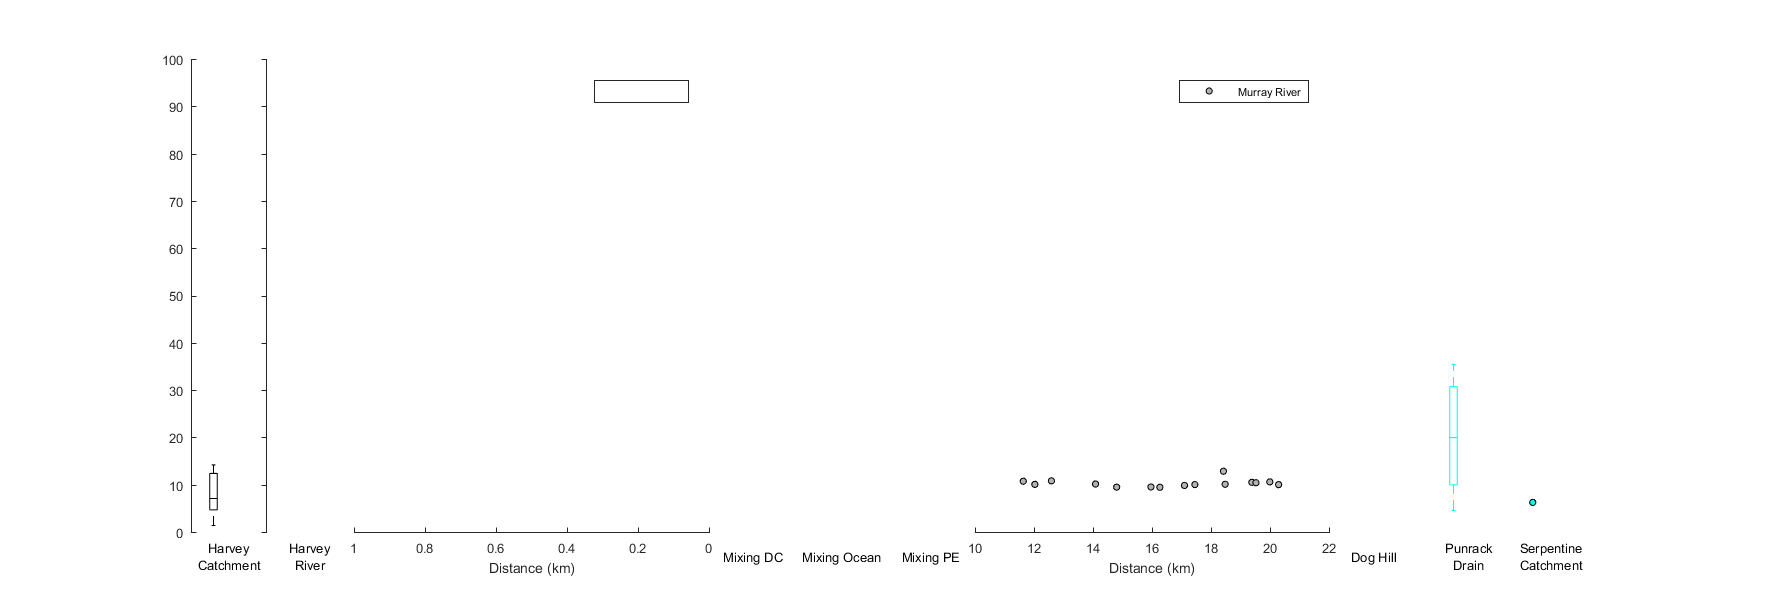 100
90
80
70
60
50
40
30
20
10
0
Murray River
Harvey
Catchment
Harvey
River
1 0.8 0.6 0.4 0.2 0
Distance (km)
Mixing DC
Mixing Ocean
Mixing PE
10 12 14 16 18 20 22
Distance (km)
Dog Hill
Punrack
Drain
Serpentine
Catchment